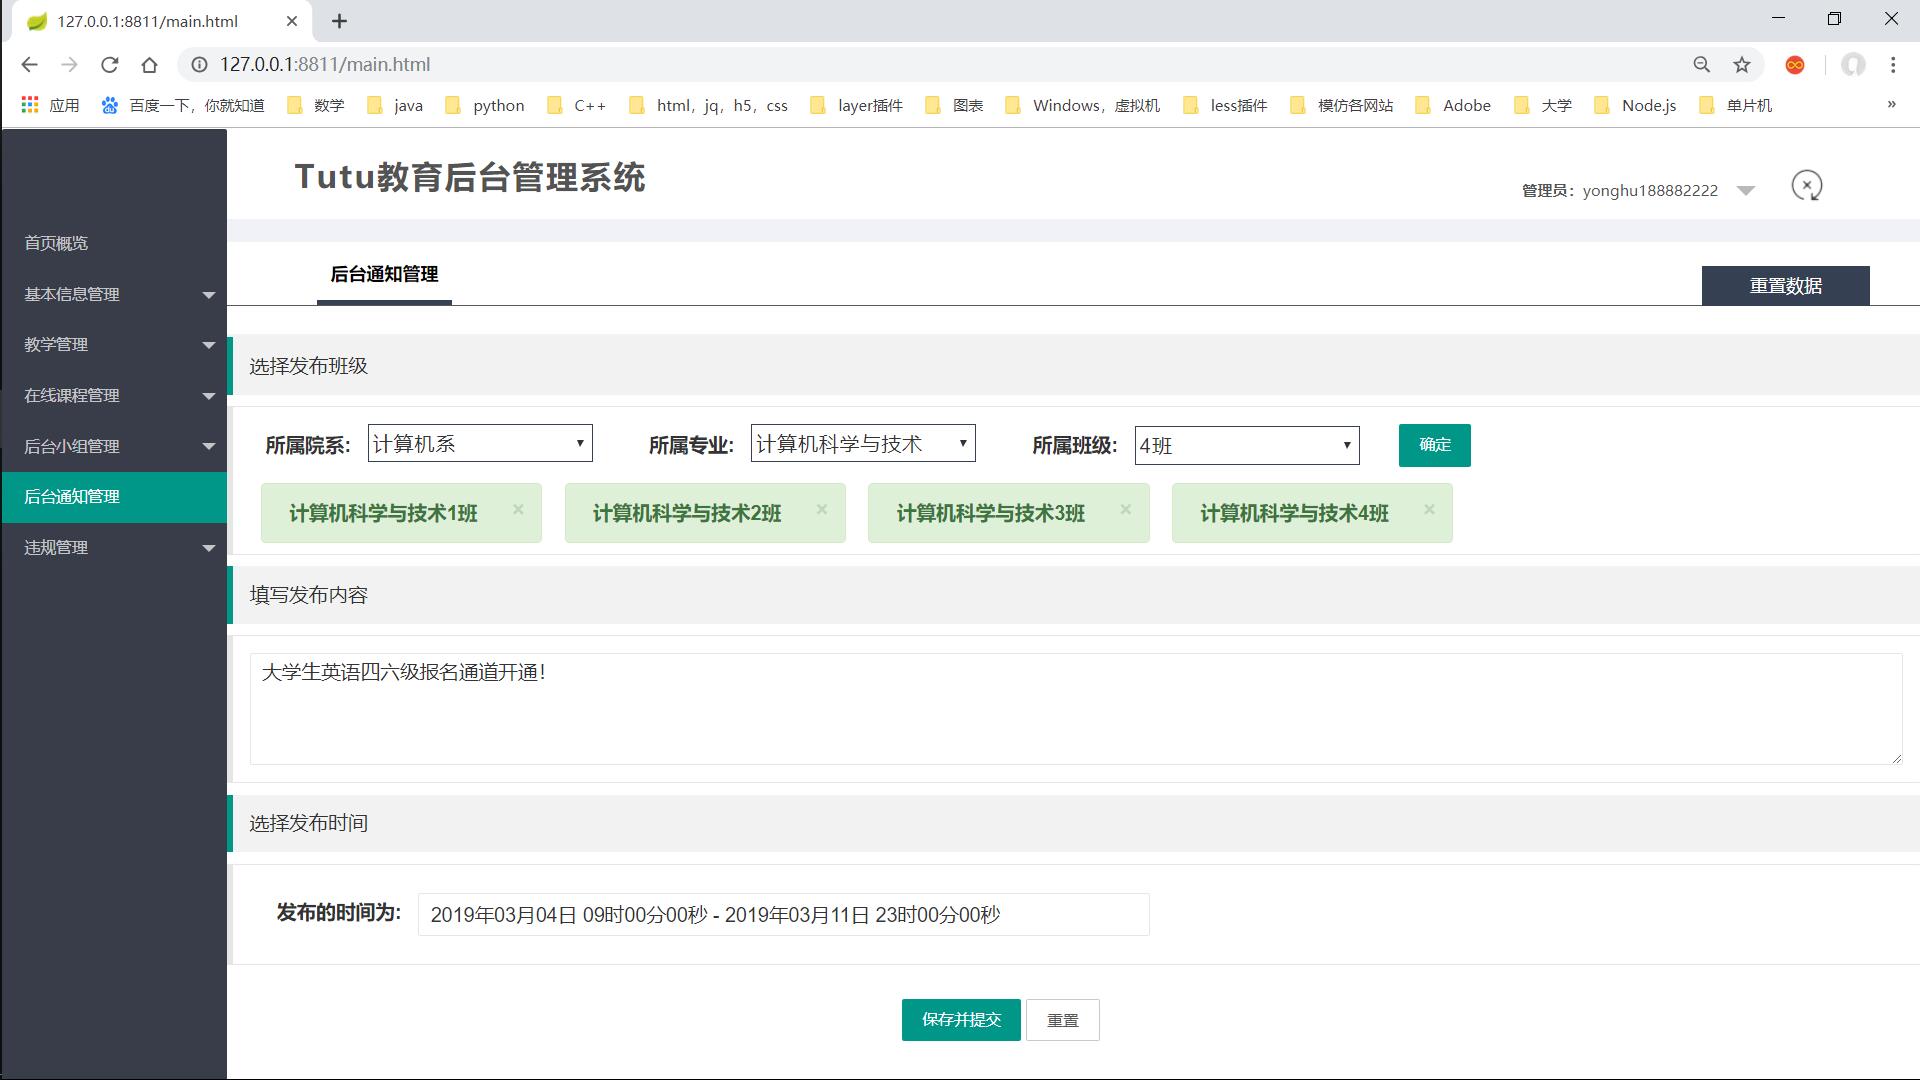 127.0.0.1:8811/main.html
127.0.0.1:8811/main.html
应用 百度一下，你就知道 数学 java python C++ html，jq，h5，css layer插件 图表 Windows，虚拟机 less插件 模仿各网站 Adobe 大学 Node.js 单片机 »
Tutu教育后台管理系统
管理员：yonghu188882222
首页概览
基本信息管理
教学管理
在线课程管理
后台小组管理
后台通知管理
违规管理
后台通知管理
重置数据
选择发布班级
所属院系: 计算机系 所属专业: 计算机科学与技术 所属班级: 4班 确定
计算机科学与技术1班 × 计算机科学与技术2班 × 计算机科学与技术3班 × 计算机科学与技术4班 ×
填写发布内容
大学生英语四六级报名通道开通！
选择发布时间
发布的时间为: 2019年03月04日 09时00分00秒 - 2019年03月11日 23时00分00秒
保存并提交 重置